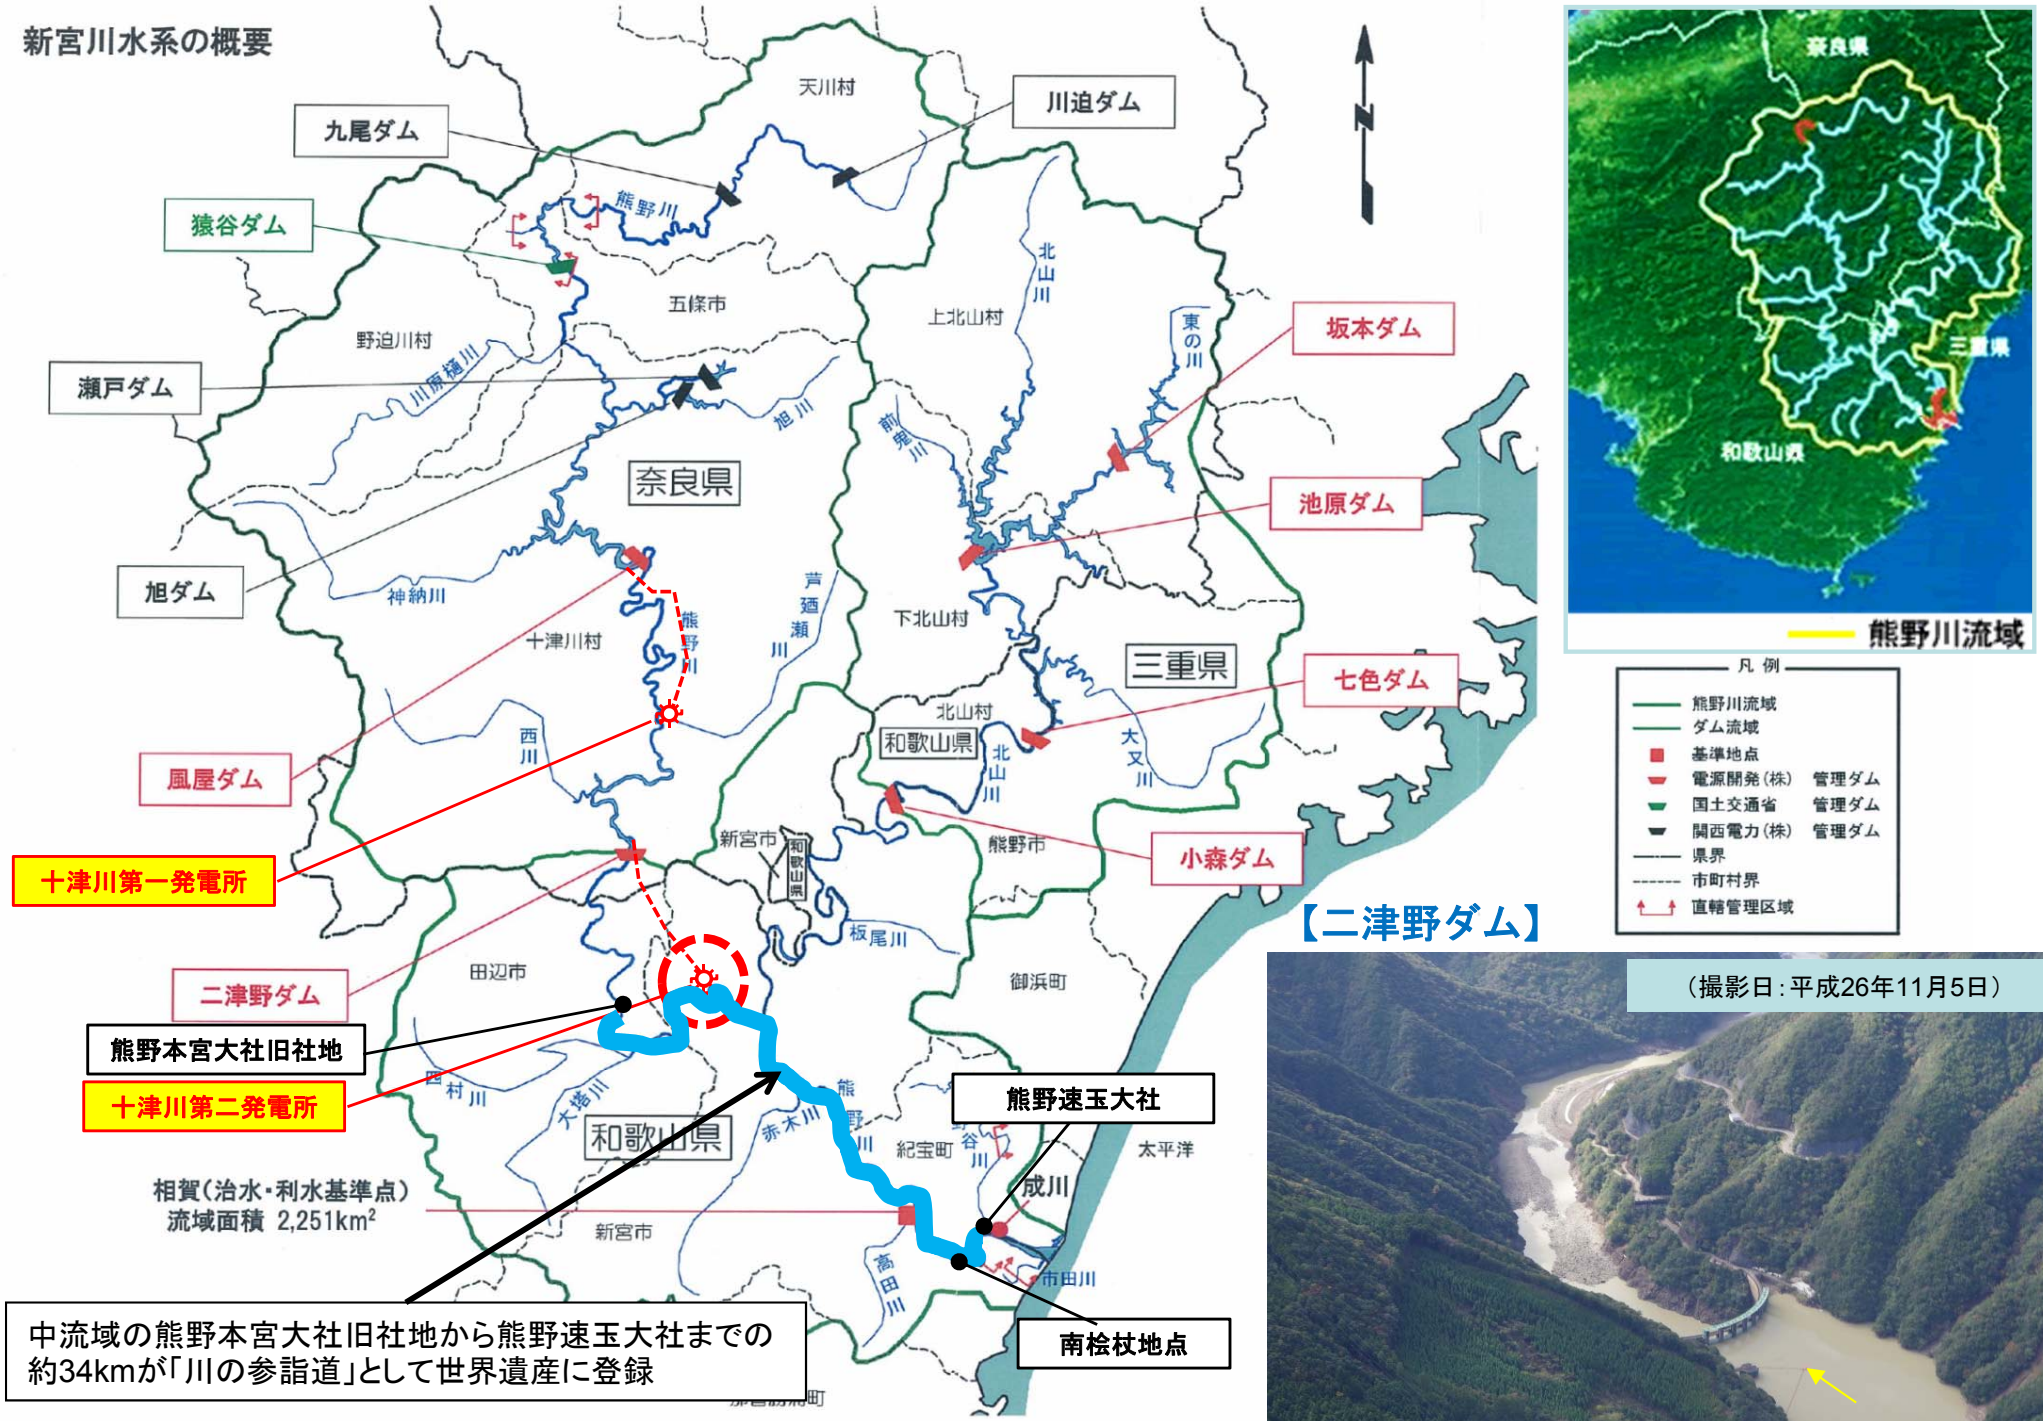 新宮川水系の概要
天川村
川迫ダム
九尾ダム
猿谷ダム
熊野川
北山川
五條市
上北山村
東の川
坂本ダム
野迫川村
川原樋川
瀬戸ダム
旭川
前鬼川
奈良県
池原ダム
旭ダム
神納川
芦廼瀬川
熊野川
十津川村
下北山村
三重県
七色ダム
北山村
和歌山県
西川
北山川
大又川
風屋ダム
新宮市
和歌山県
熊野市
小森ダム
十津川第一発電所
板尾川
田辺市
御浜町
二津野ダム
熊野本宮大社旧社地
四村川
大塔川
十津川第二発電所
赤木川
熊野川
熊野速玉大社
和歌山県
紀宝町
谷川
太平洋
成川
相賀(治水・利水基準点)
流域面積 2,251km²
新宮市
高田川
市田川
南桧杖地点
中流域の熊野本宮大社旧社地から熊野速玉大社までの
約34kmが「川の参詣道」として世界遺産に登録
N
奈良県
三重県
和歌山県
熊野川流域
凡例
熊野川流域
ダム流域
基準地点
電源開発(株) 管理ダム
国土交通省 管理ダム
関西電力(株) 管理ダム
県界
市町村界
直轄管理区域
【二津野ダム】
(撮影日:平成26年11月5日)